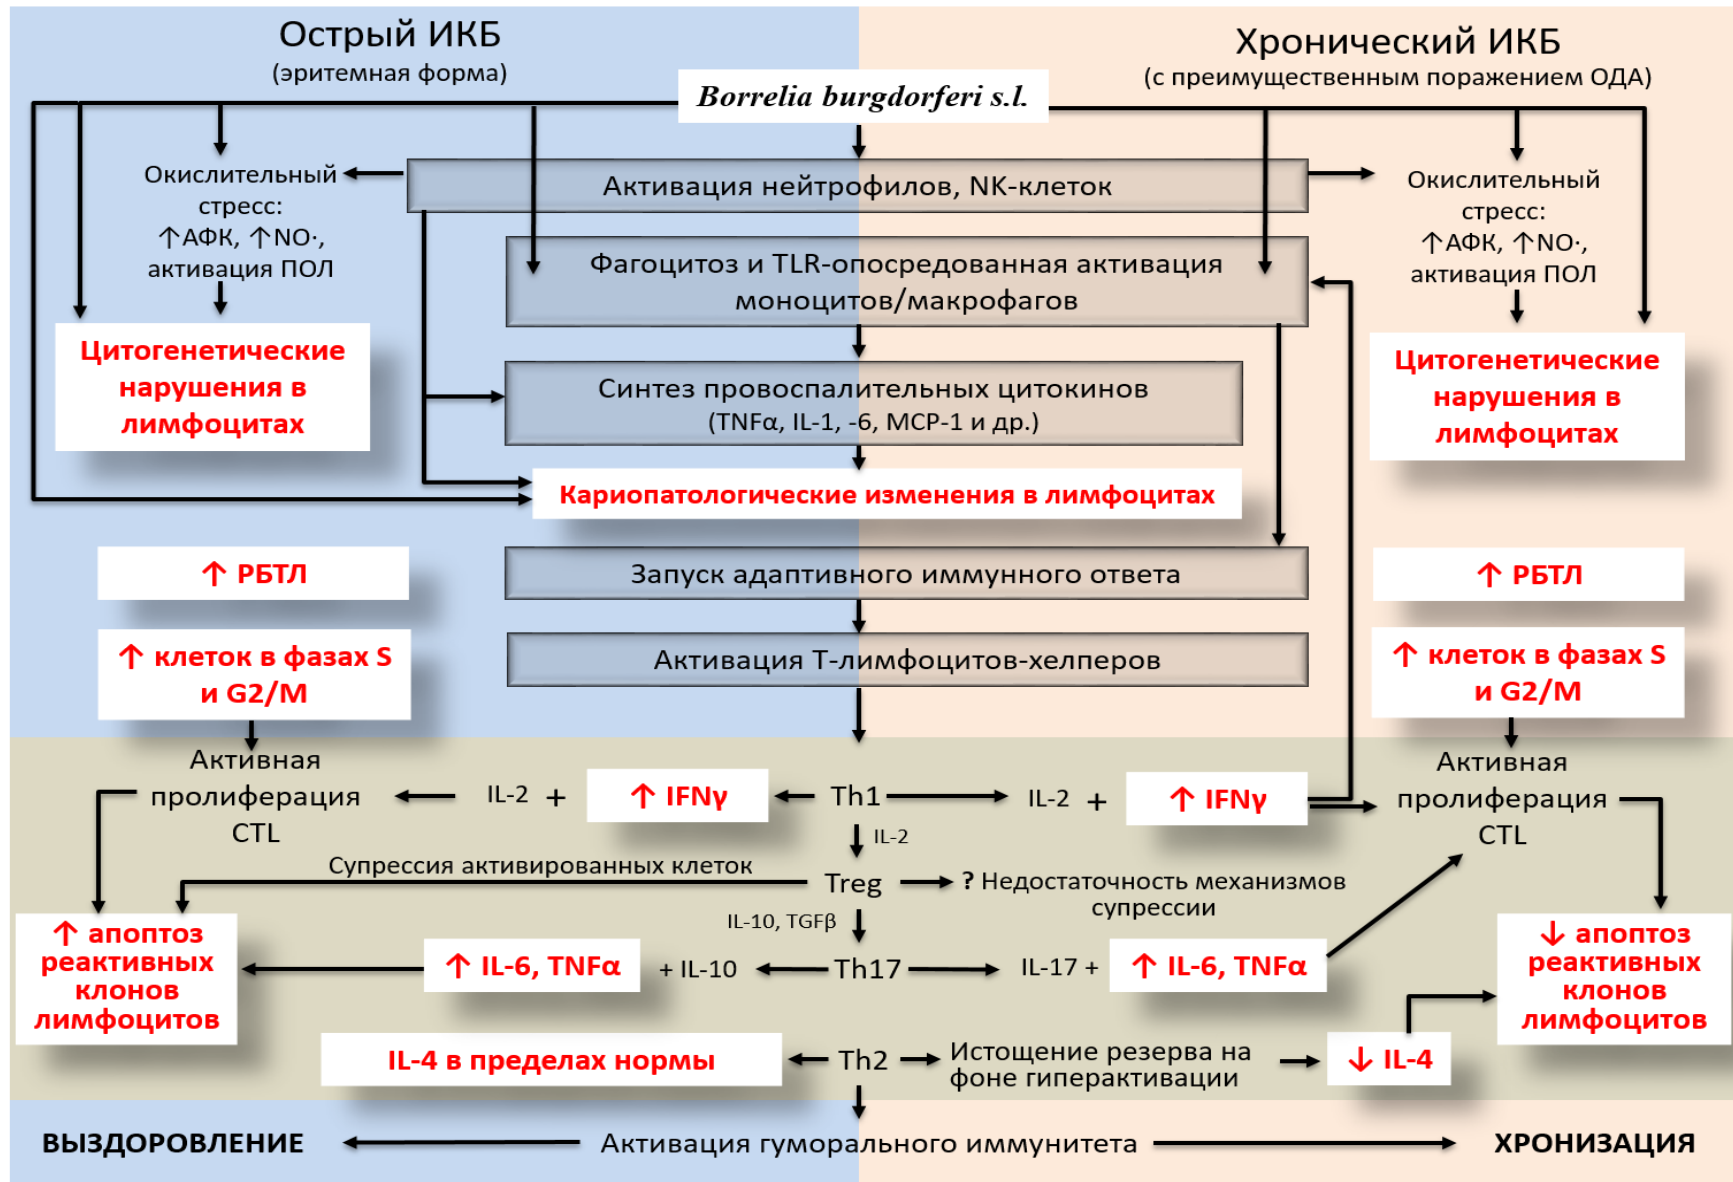 Острый ИКБ
(эритемная форма)
Хронический ИКБ
(с преимущественным поражением ОДА)
Borrelia burgdorferi s.l.
Окислительный
стресс:
↑АФК, ↑NO·,
активация ПОЛ
Активация нейтрофилов, NK-клеток
Окислительный
стресс:
↑АФК, ↑NO·,
активация ПОЛ
Фагоцитоз и TLR-опосредованная активация
моноцитов/макрофагов
Цитогенетические
нарушения в
лимфоцитах
Синтез провоспалительных цитокинов
(TNFα, IL-1, -6, MCP-1 и др.)
Цитогенетические
нарушения в
лимфоцитах
Кариопатологические изменения в лимфоцитах
↑ РБТЛ
Запуск адаптивного иммунного ответа
↑ РБТЛ
↑ клеток в фазах S
и G2/M
Активация Т-лимфоцитов-хелперов
↑ клеток в фазах S
и G2/M
Активная
пролиферация
CTL
IL-2 +
↑ IFNγ
Th1
IL-2 +
↑ IFNγ
Активная
пролиферация
CTL
IL-2
Супрессия активированных клеток
Treg
? Недостаточность механизмов
супрессии
IL-10, TGFβ
↑ апоптоз
реактивных
клонов
лимфоцитов
↑ IL-6, TNFα
+ IL-10
Th17
IL-17 +
↑ IL-6, TNFα
↓ апоптоз
реактивных
клонов
лимфоцитов
IL-4 в пределах нормы
Th2
Истощение резерва на
фоне гиперактивации
↓ IL-4
ВЫЗДОРОВЛЕНИЕ
Активация гуморального иммунитета
ХРОНИЗАЦИЯ